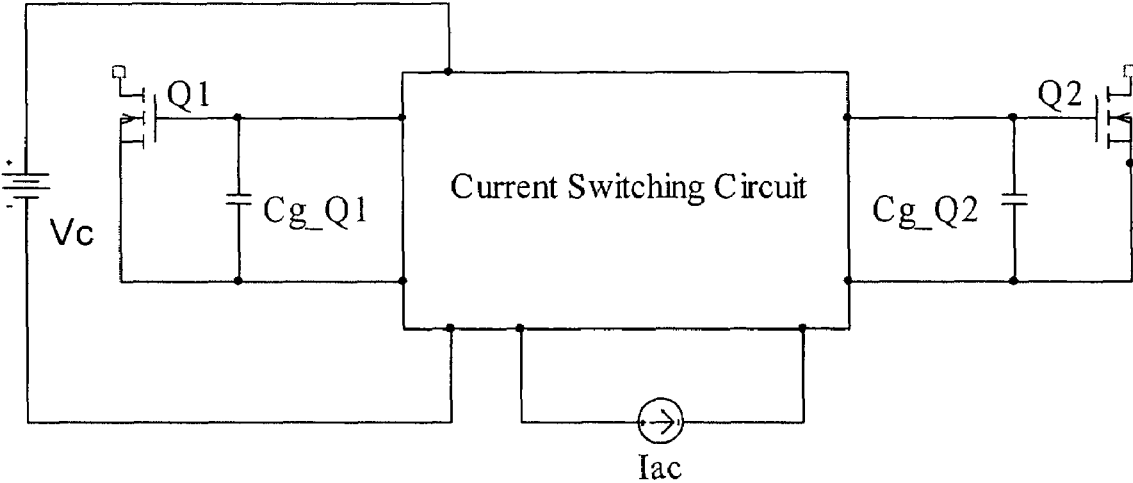 Q1
Q2
Current Switching Circuit
Cg_Q1
Cg_Q2
+
-
Vc
Iac